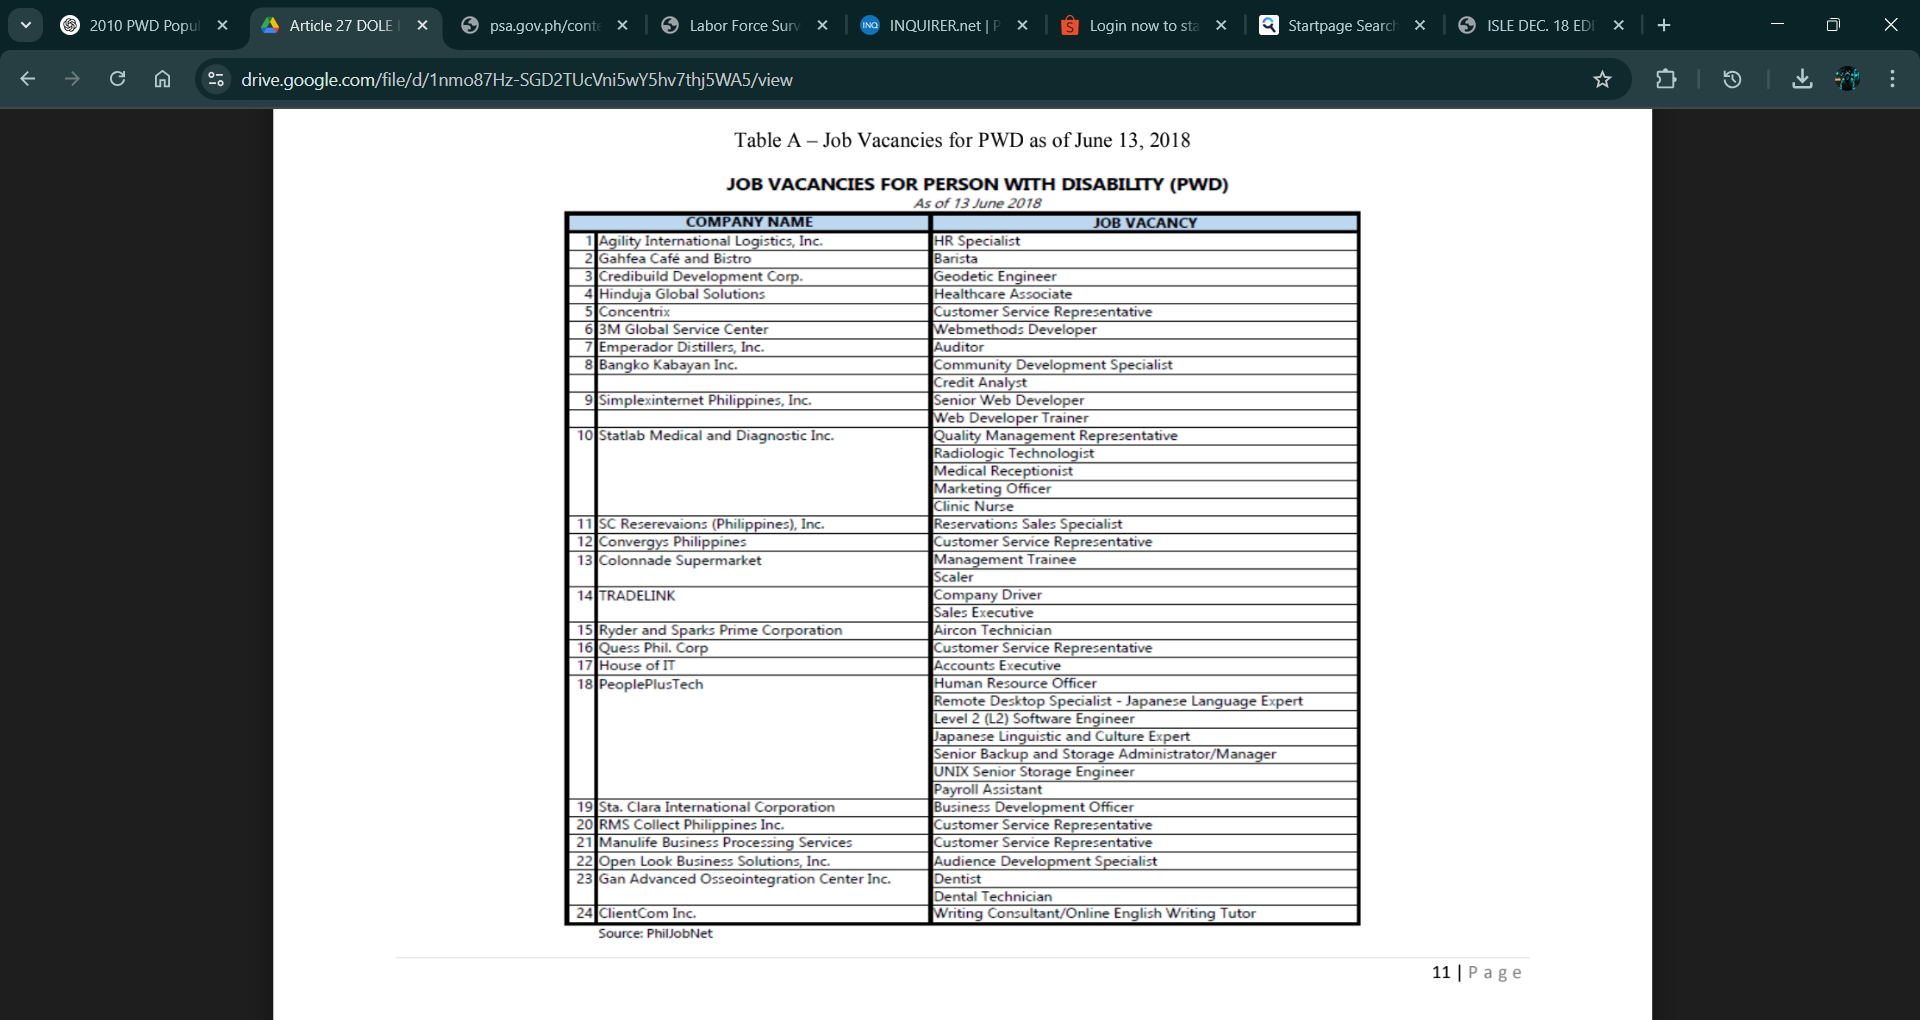 2010 PWD Popul
Article 27 DOLE
psa.gov.ph/conte
Labor Force Surv
INQ INQUIRER.net | P
Login now to sta
Startpage Search
ISLE DEC. 18 EDI
drive.google.com/file/d/1nmo87Hz-SGD2TUcVni5wY5hv7thj5WA5/view
Table A – Job Vacancies for PWD as of June 13, 2018
JOB VACANCIES FOR PERSON WITH DISABILITY (PWD)
As of 13 June 2018
COMPANY NAME JOB VACANCY
1 Agility International Logistics, Inc. HR Specialist
2 Gahfea Café and Bistro Barista
3 Credibuild Development Corp. Geodetic Engineer
4 Hinduja Global Solutions Healthcare Associate
5 Concentrix Customer Service Representative
6 3M Global Service Center Webmethods Developer
7 Emperador Distillers, Inc. Auditor
8 Bangko Kabayan Inc. Community Development Specialist
Credit Analyst
9 Simplexinternet Philippines, Inc. Senior Web Developer
Web Developer Trainer
10 Statlab Medical and Diagnostic Inc. Quality Management Representative
Radiologic Technologist
Medical Receptionist
Marketing Officer
Clinic Nurse
11 SC Reserevaions (Philippines), Inc. Reservations Sales Specialist
12 Convergys Philippines Customer Service Representative
13 Colonnade Supermarket Management Trainee
Scaler
14 TRADELINK Company Driver
Sales Executive
15 Ryder and Sparks Prime Corporation Aircon Technician
16 Quess Phil. Corp Customer Service Representative
17 House of IT Accounts Executive
18 PeoplePlusTech Human Resource Officer
Remote Desktop Specialist - Japanese Language Expert
Level 2 (L2) Software Engineer
Japanese Linguistic and Culture Expert
Senior Backup and Storage Administrator/Manager
UNIX Senior Storage Engineer
Payroll Assistant
19 Sta. Clara International Corporation Business Development Officer
20 RMS Collect Philippines Inc. Customer Service Representative
21 Manulife Business Processing Services Customer Service Representative
22 Open Look Business Solutions, Inc. Audience Development Specialist
23 Gan Advanced Osseointegration Center Inc. Dentist
Dental Technician
24 ClientCom Inc. Writing Consultant/Online English Writing Tutor
Source: PhilJobNet
11 | Page